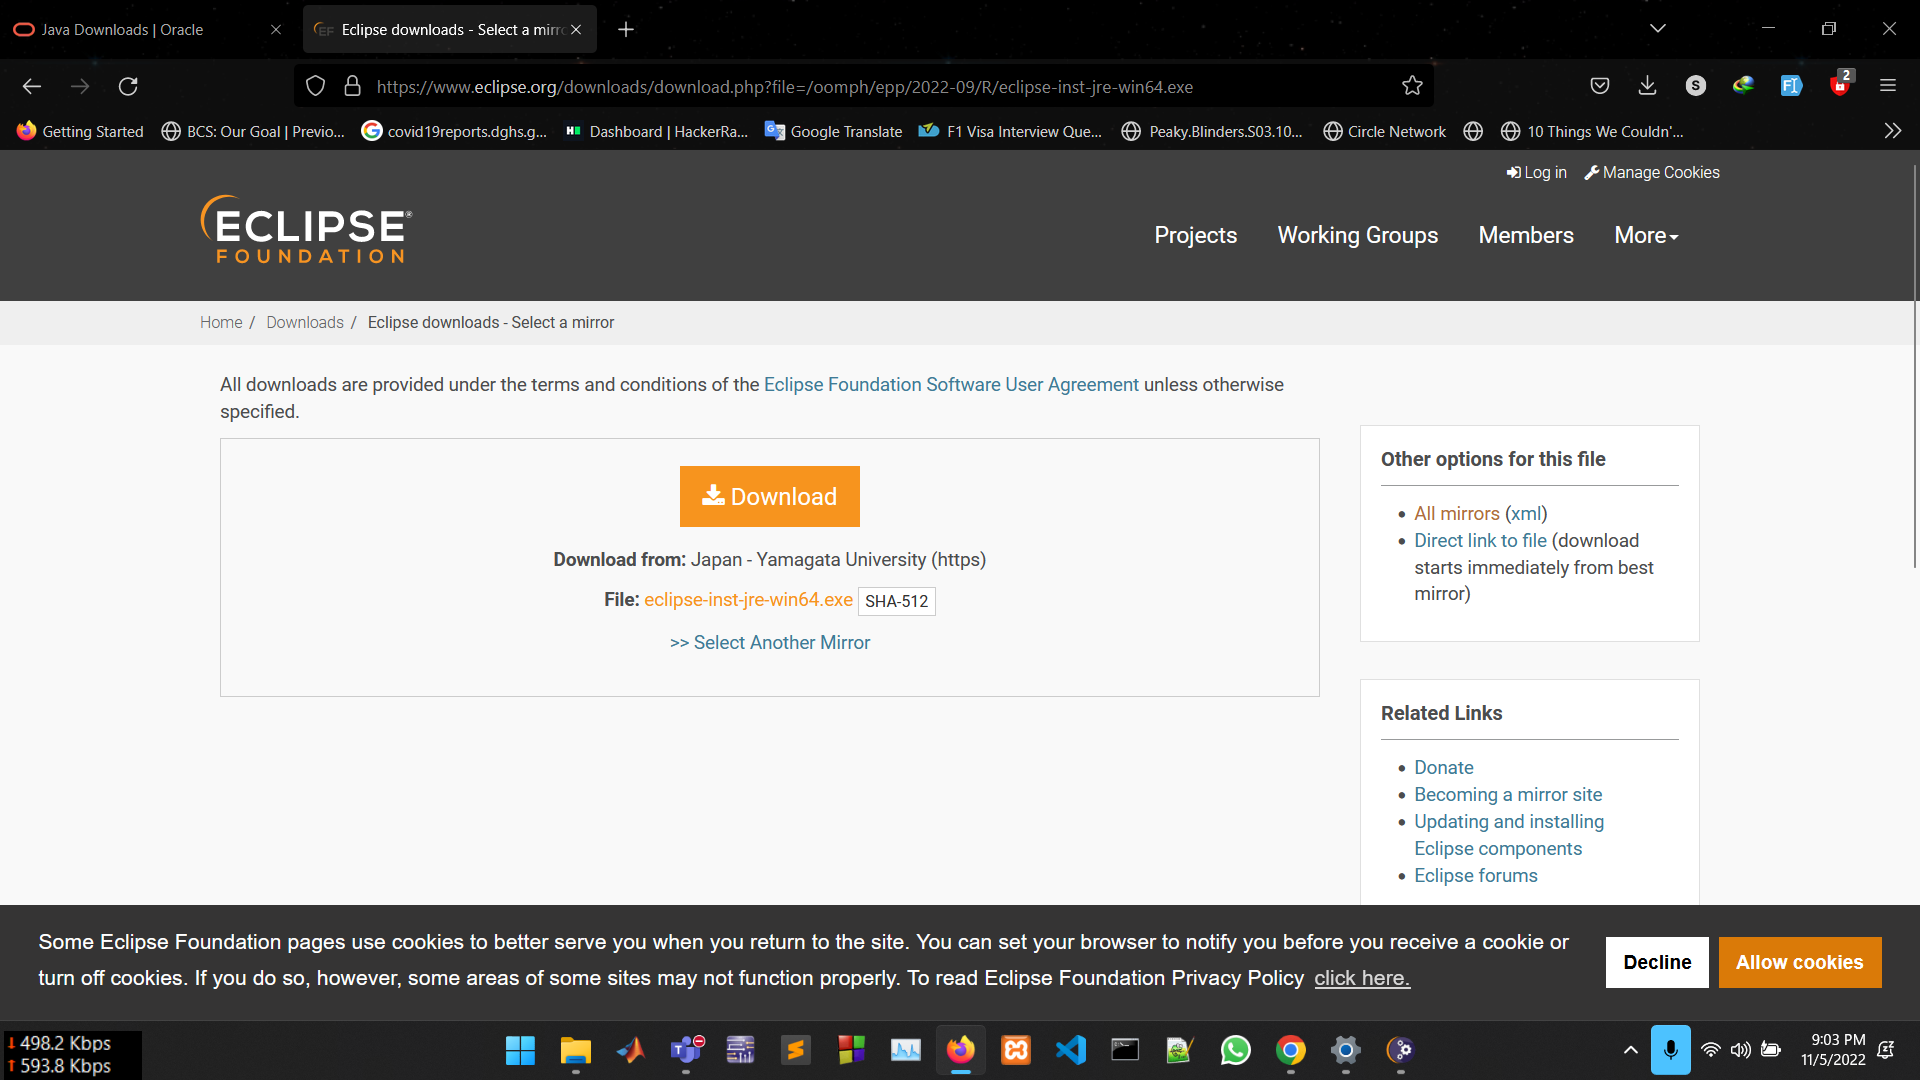 Java Downloads | Oracle
Eclipse downloads - Select a mirro
https://www.eclipse.org/downloads/download.php?file=/oomph/epp/2022-09/R/eclipse-inst-jre-win64.exe
S
2
Getting Started
BCS: Our Goal | Previo...
covid19reports.dghs.g...
Dashboard | HackerRa...
Google Translate
F1 Visa Interview Que...
Peaky.Blinders.S03.10...
Circle Network
10 Things We Couldn'...
Log in
Manage Cookies
ECLIPSE®
FOUNDATION
Projects
Working Groups
Members
More
Home / Downloads / Eclipse downloads - Select a mirror
All downloads are provided under the terms and conditions of the Eclipse Foundation Software User Agreement unless otherwise
specified.
Download
Download from: Japan - Yamagata University (https)
File: eclipse-inst-jre-win64.exe SHA-512
>> Select Another Mirror
Other options for this file
All mirrors (xml)
Direct link to file (download
starts immediately from best
mirror)
Related Links
Donate
Becoming a mirror site
Updating and installing
Eclipse components
Eclipse forums
Some Eclipse Foundation pages use cookies to better serve you when you return to the site. You can set your browser to notify you before you receive a cookie or
turn off cookies. If you do so, however, some areas of some sites may not function properly. To read Eclipse Foundation Privacy Policy click here.
Decline
Allow cookies
498.2 Kbps
593.8 Kbps
9:03 PM
11/5/2022